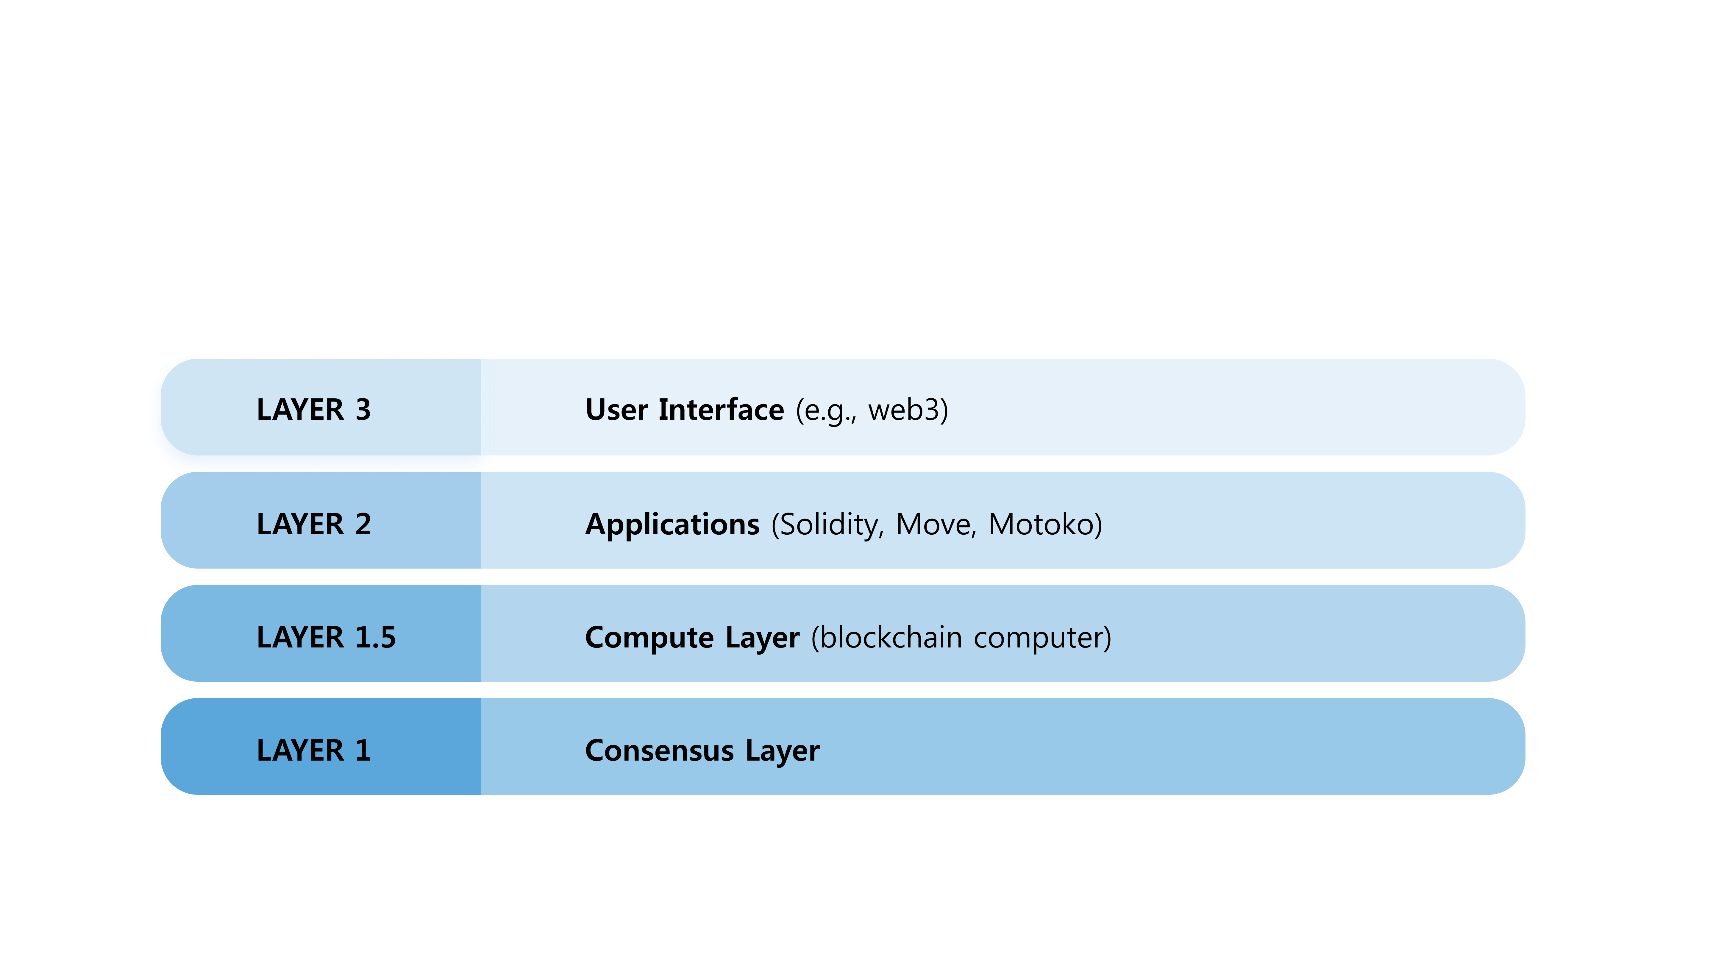 LAYER 3 User Interface (e.g., web3)
LAYER 2 Applications (Solidity, Move, Motoko)
LAYER 1.5 Compute Layer (blockchain computer)
LAYER 1 Consensus Layer